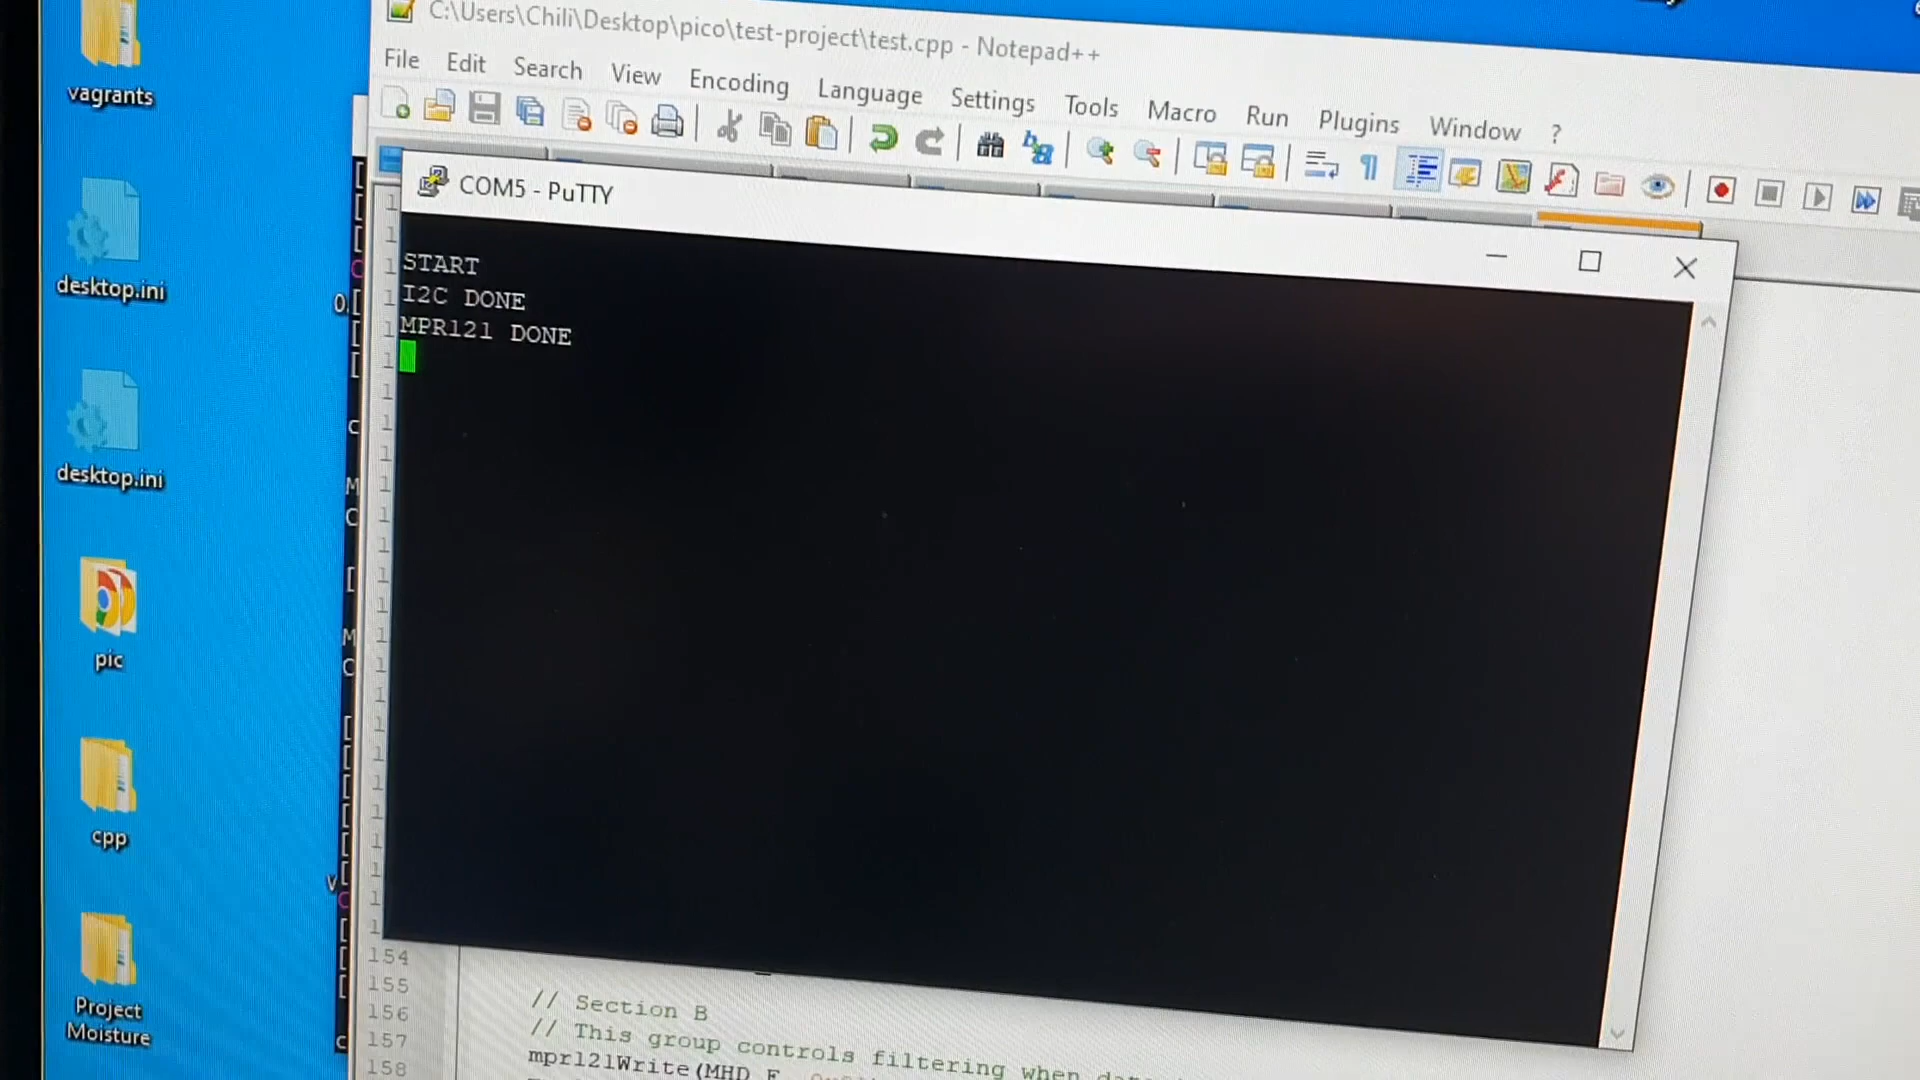 C:\Users\Chili\Desktop\pico\test-project\test.cpp - Notepad++
File Edit Search View Encoding Language Settings Tools Macro Run Plugins Window ?
COM5 - PuTTY
START
I2C DONE
MPR121 DONE
154
155
156
157
158
// Section B
// This group controls filtering when
mpr121Write(MHD_F,
vagrants
desktop.ini
desktop.ini
pic
cpp
Project
Moisture